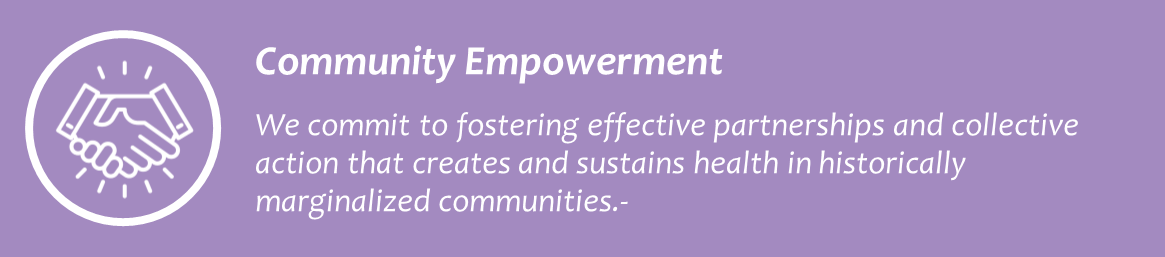 Community Empowerment
We commit to fostering effective partnerships and collective
action that creates and sustains health in historically
marginalized communities.-